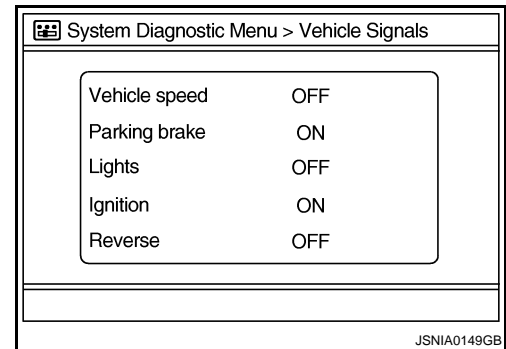 System Diagnostic Menu > Vehicle Signals
Vehicle speed OFF
Parking brake ON
Lights OFF
Ignition ON
Reverse OFF
JSNIA0149GB